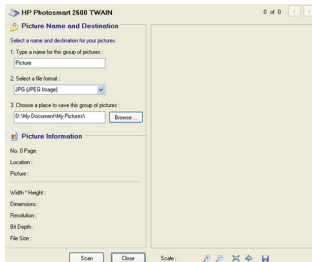 HP Photosmart 2600 TWAIN
0 of 0
Picture Name and Destination
Select a name and destination for your pictures.
1. Type a name for this group of pictures :
Picture
2. Select a file format :
JPG (JPEG Image)
3. Choose a place to save this group of pictures :
D:\My Document\My Pictures\
Browse ...
Picture Information
No. 0 Page.
Location :
Picture :
Width * Height :
Dimensions :
Resolution :
Bit Depth :
File Size :
Scan
Close
Scale :